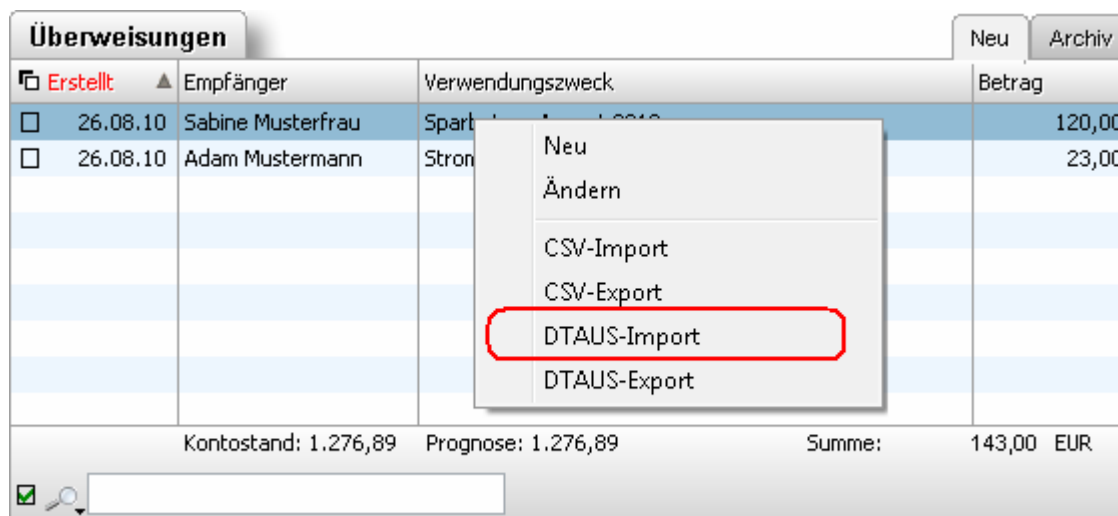 Überweisungen Neu Archiv
Erstellt Empfänger Verwendungszweck Betrag
26.08.10 Sabine Musterfrau 120,00
26.08.10 Adam Mustermann 23,00
Neu
Ändern
CSV-Import
CSV-Export
DTAUS-Import
DTAUS-Export
Kontostand: 1.276,89 Prognose: 1.276,89 Summe: 143,00 EUR